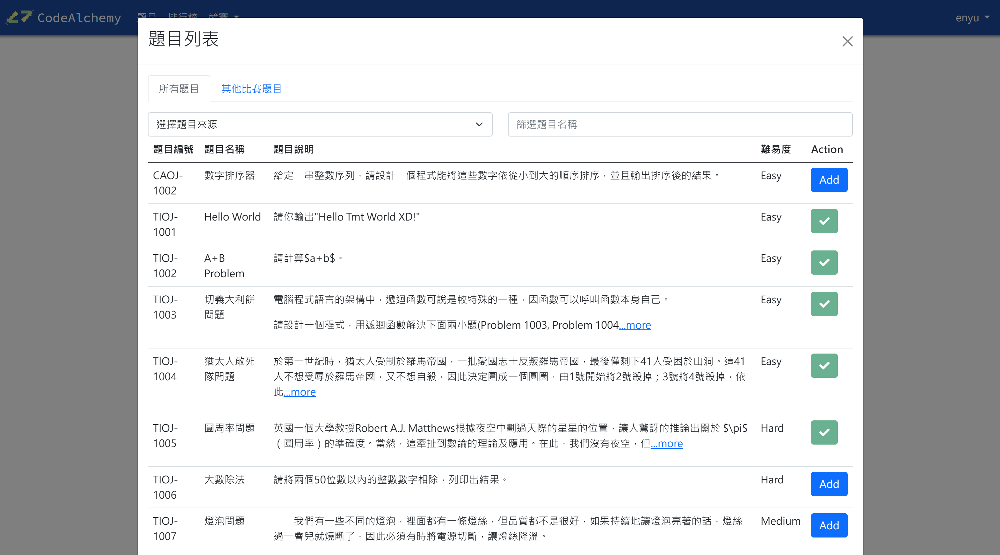 CodeAlchemy 題目 排行榜 競賽 enyu
題目列表
所有題目 其他比賽題目
選擇題目來源 篩選題目名稱
題目編號 題目名稱 題目說明 難易度 Action
CAOJ- 數字排序器 給定一串整數序列，請設計一個程式能將這些數字依從小到大的順序排序，並且輸出排序後的結果。 Easy Add
1002
TIOJ- Hello World 請你輸出"Hello Tmt World XD!" Easy
1001
TIOJ- A+B 請計算$a+b$。 Easy
1002 Problem
TIOJ- 切義大利餅 電腦程式語言的架構中，遞迴函數可說是較特殊的一種，因函數可以呼叫函數本身自己。 Easy
1003 問題
請設計一個程式，用遞迴函數解決下面兩小題(Problem 1003, Problem 1004...more
TIOJ- 猶太人敢死 於第一世紀時，猶太人受制於羅馬帝國，一批愛國志士反叛羅馬帝國，最後僅剩下41人受困於山洞。這41 Easy
1004 隊問題 人不想受辱於羅馬帝國，又不想自殺，因此決定圍成一個圓圈，由1號開始將2號殺掉；3號將4號殺掉，依
此...more
TIOJ- 圓周率問題 英國一個大學教授Robert A.J. Matthews根據夜空中劃過天際的星星的位置，讓人驚訝的推論出關於 $\pi$ Hard
1005 （圓周率）的準確度。當然，這牽扯到數論的理論及應用。在此，我們沒有夜空，但...more
TIOJ- 大數除法 請將兩個50位數以內的整數數字相除，列印出結果。 Hard Add
1006
TIOJ- 燈泡問題 我們有一些不同的燈泡，裡面都有一條燈絲，但品質都不是很好，如果持續地讓燈泡亮著的話，燈絲 Medium Add
1007 過一會兒就燒斷了，因此必須有時將電源切斷，讓燈絲降溫。